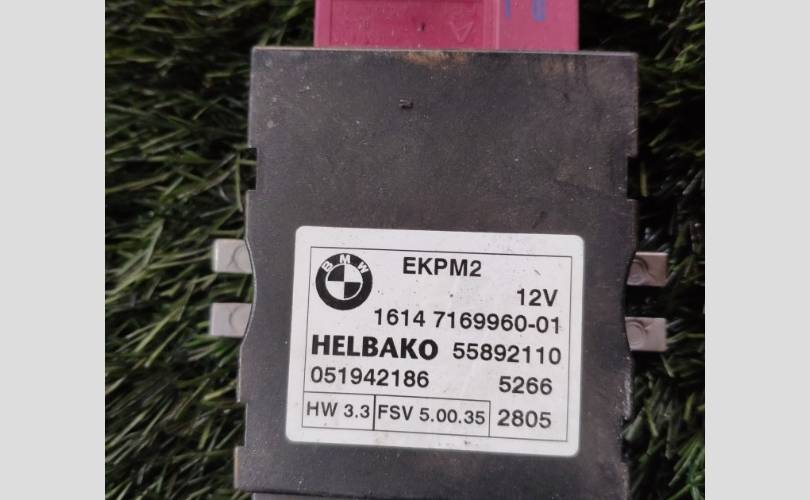 BMW
EKPM2
12V
1614 7169960-01
HELBAKO 55892110
051942186 5266
HW 3.3 FSV 5.00.35 2805